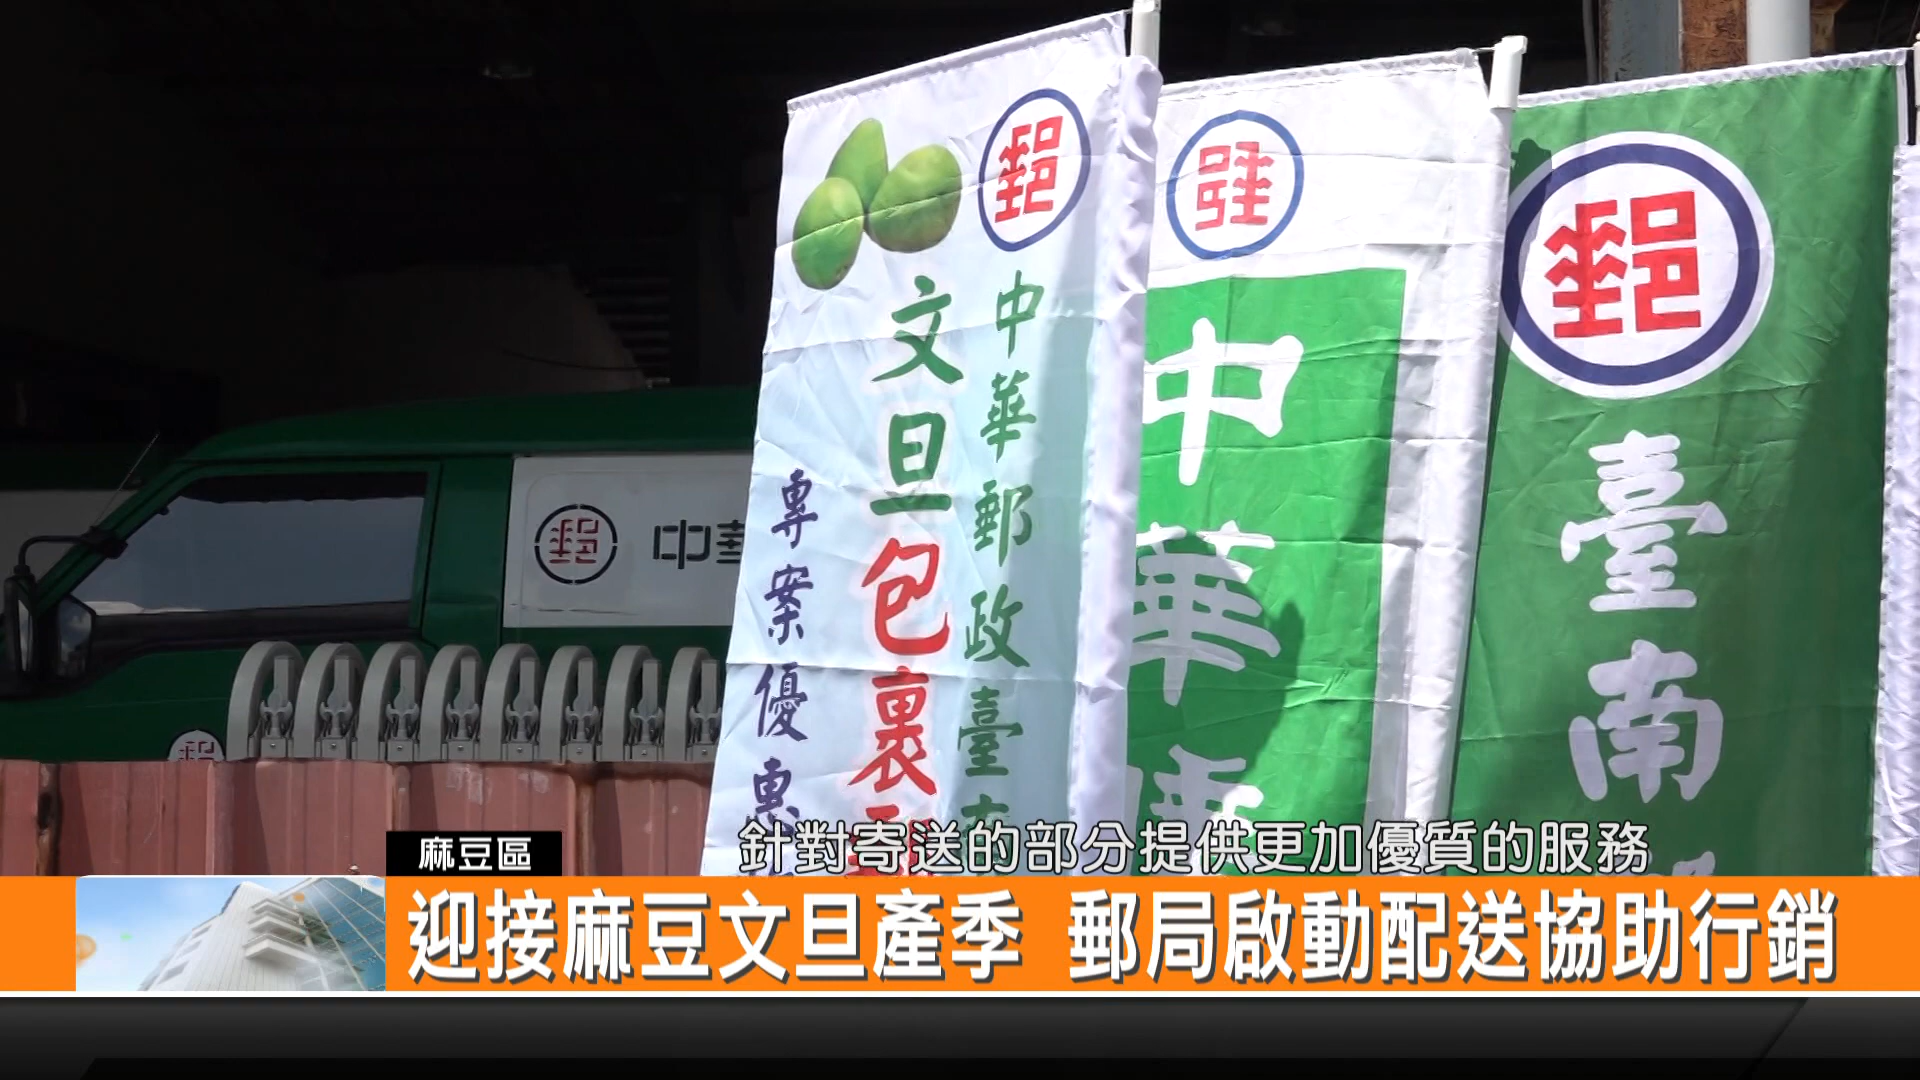 郵
中華郵政臺南
文旦包裹
專案優惠
郵
中華
郵
臺南
郵
中華
郵
針對寄送的部分提供更加優質的服務
麻豆區
迎接麻豆文旦產季 郵局啟動配送協助行銷